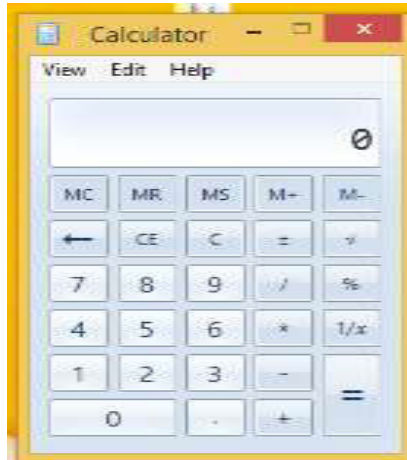 Calculator
View Edit Help
0
MC MR MS M+ M-
← CE C ± √
7 8 9 / %
4 5 6 * 1/x
1 2 3 - =
0 . +